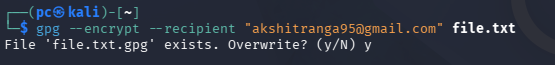 ┌──(pc㉿kali)-[~]
└─$ gpg --encrypt --recipient "akshitranga95@gmail.com" file.txt
File 'file.txt.gpg' exists. Overwrite? (y/N) y